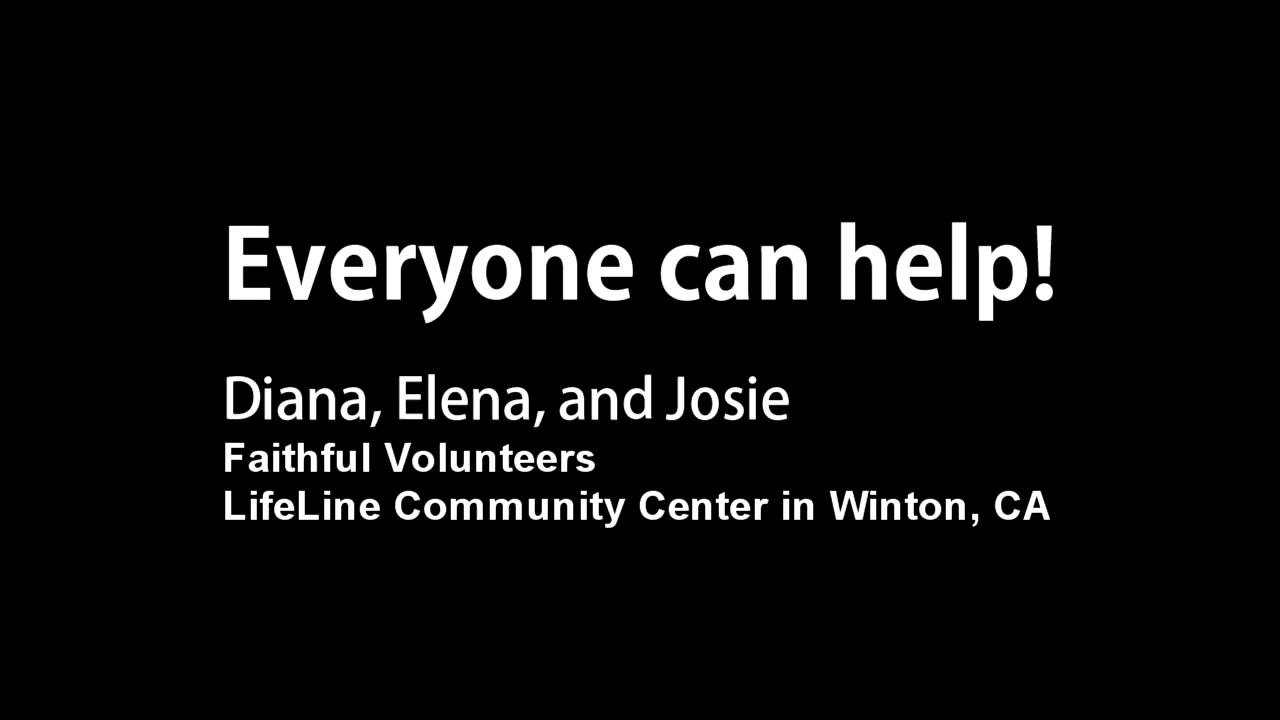 Everyone can help!
Diana, Elena, and Josie
Faithful Volunteers
LifeLine Community Center in Winton, CA